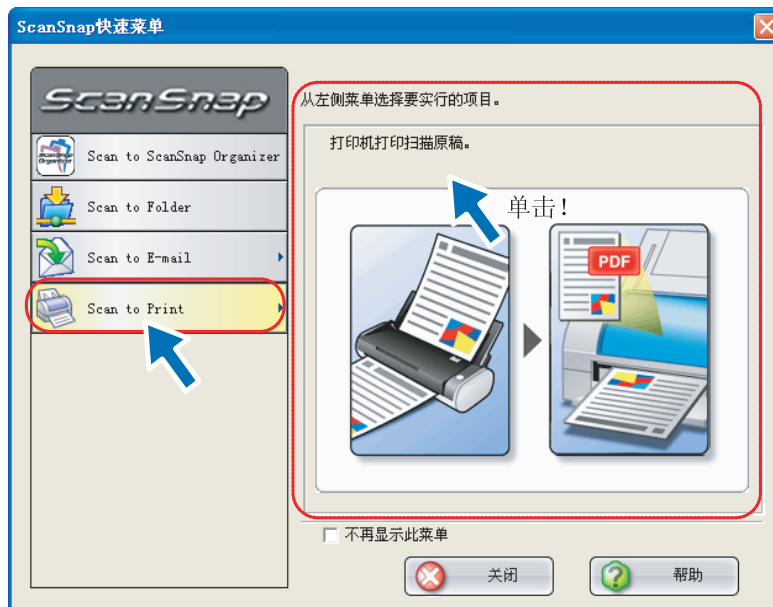 ScanSnap快速菜单
ScanSnap
从左侧菜单选择要实行的项目。
Scan to ScanSnap Organizer
Scan to Folder
Scan to E-mail
Scan to Print
打印机打印扫描原稿。
单击!
PDF
不再显示此菜单
关闭
帮助